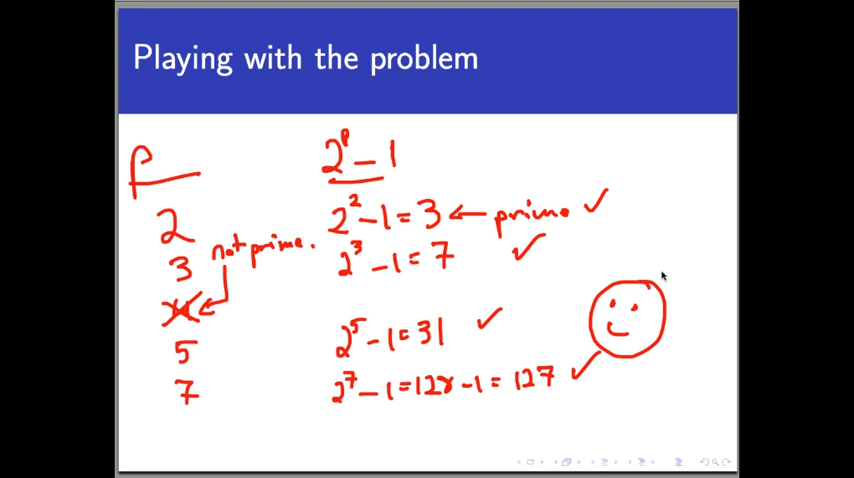 Playing with the problem
P 2^p - 1
2 2^2 - 1 = 3 ← prime ✓
not prime.
3 2^3 - 1 = 7 ✓
4
5 2^5 - 1 = 31 ✓
7 2^7 - 1 = 128 - 1 = 127 ✓